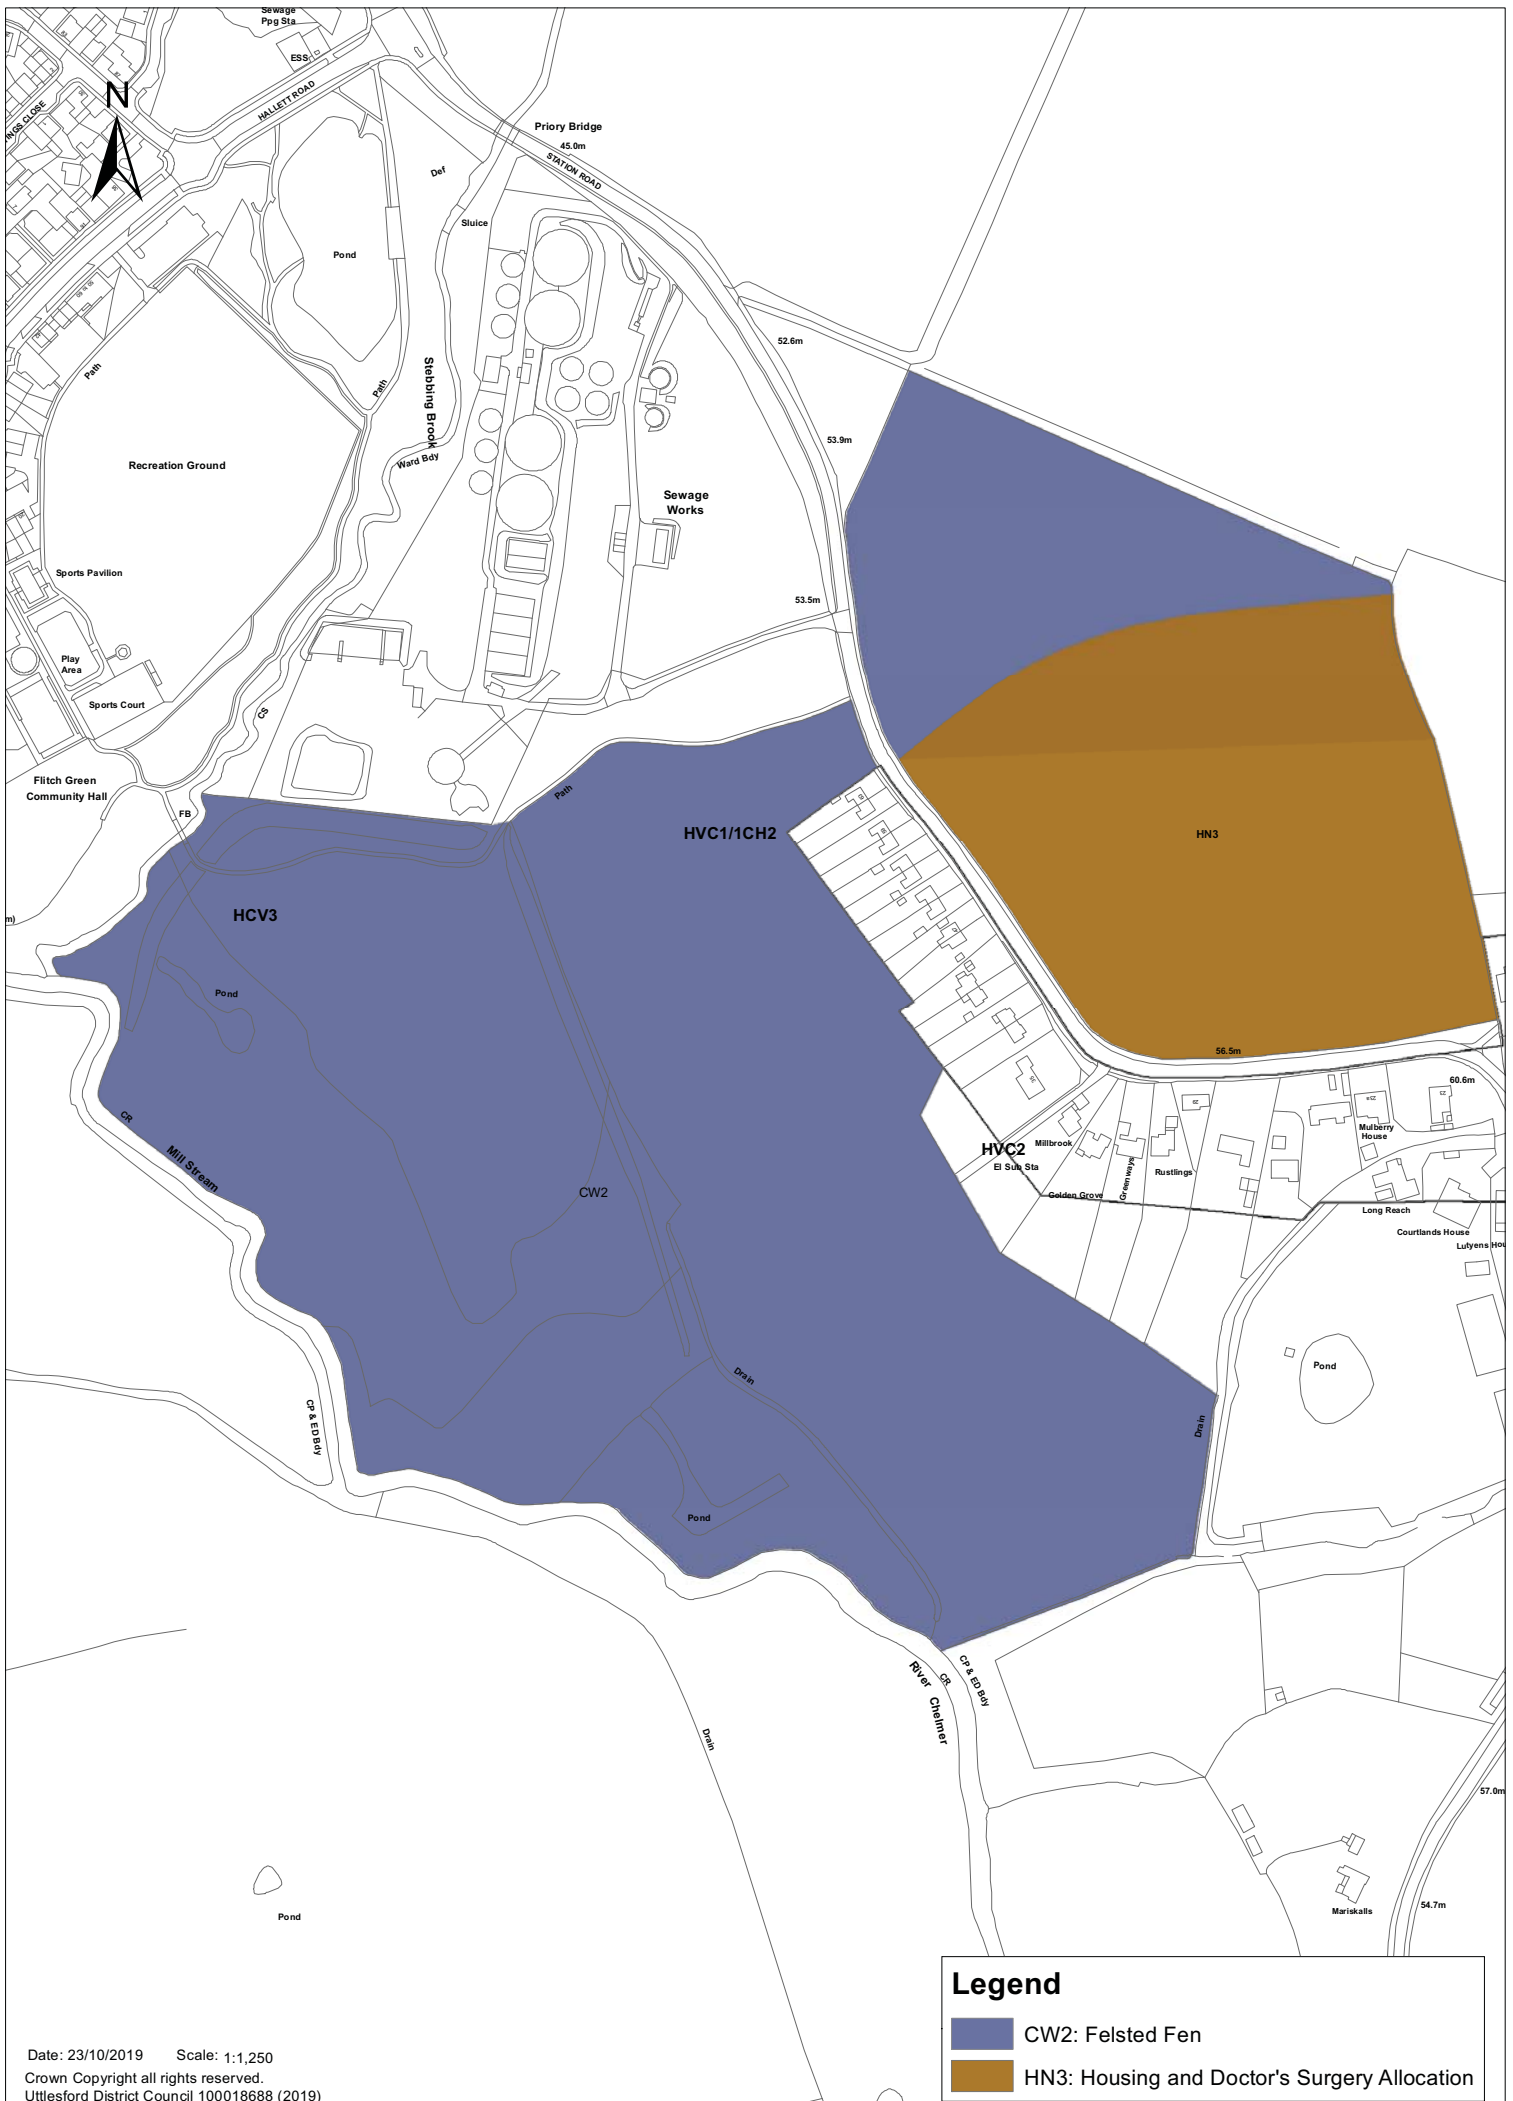 Sewage
Ppg Sta
ESS
HALLETT ROAD
N
Priory Bridge
45.0m
STATION ROAD
Def
Sluice
Pond
52.6m
Path
Path
Stebbing Brook
53.9m
Ward Bdy
Recreation Ground
Sewage
Works
Sports Pavilion
53.5m
Play
Area
Sports Court
CS
Flitch Green
Community Hall
FB
Path
HVC1/1CH2
HN3
HCV3
Pond
56.5m
60.6m
CR
Mill Stream
Mulberry
House
Millbrook
HVC2
El Sub Sta
Rustlings
Greenways
Golden Grove
CW2
Long Reach
Courtlands House
Lutyens Hou
Drain
Pond
CP & ED Bdy
Drain
Pond
River Chelmer
CR
CP & ED Bdy
Drain
57.0m
Pond
Mariskalls
54.7m
Legend
CW2: Felsted Fen
HN3: Housing and Doctor's Surgery Allocation
Date: 23/10/2019 Scale: 1:1,250
Crown Copyright all rights reserved.
Uttlesford District Council 100018688 (2019)